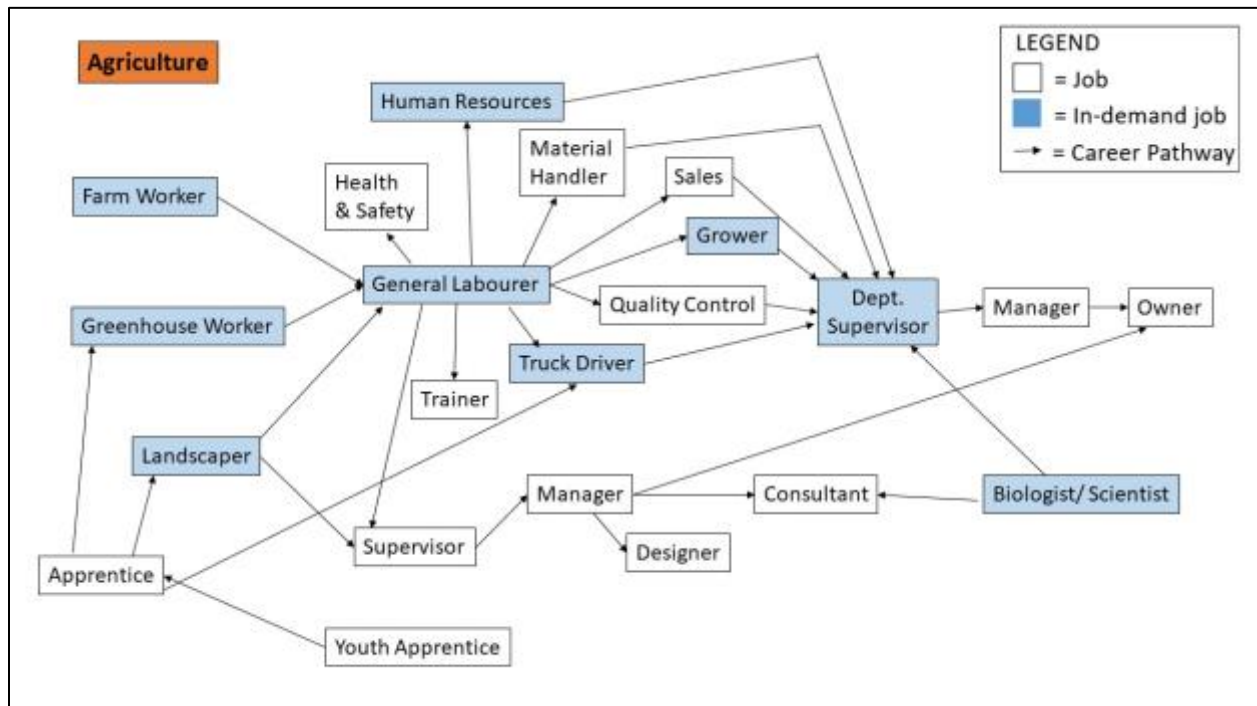 Agriculture
LEGEND
= Job
= In-demand job
= Career Pathway
Human Resources
Material
Handler
Sales
Health
& Safety
Farm Worker
Grower
General Labourer
Quality Control
Dept.
Supervisor
Manager
Owner
Greenhouse Worker
Truck Driver
Trainer
Landscaper
Manager
Consultant
Biologist/ Scientist
Supervisor
Designer
Apprentice
Youth Apprentice